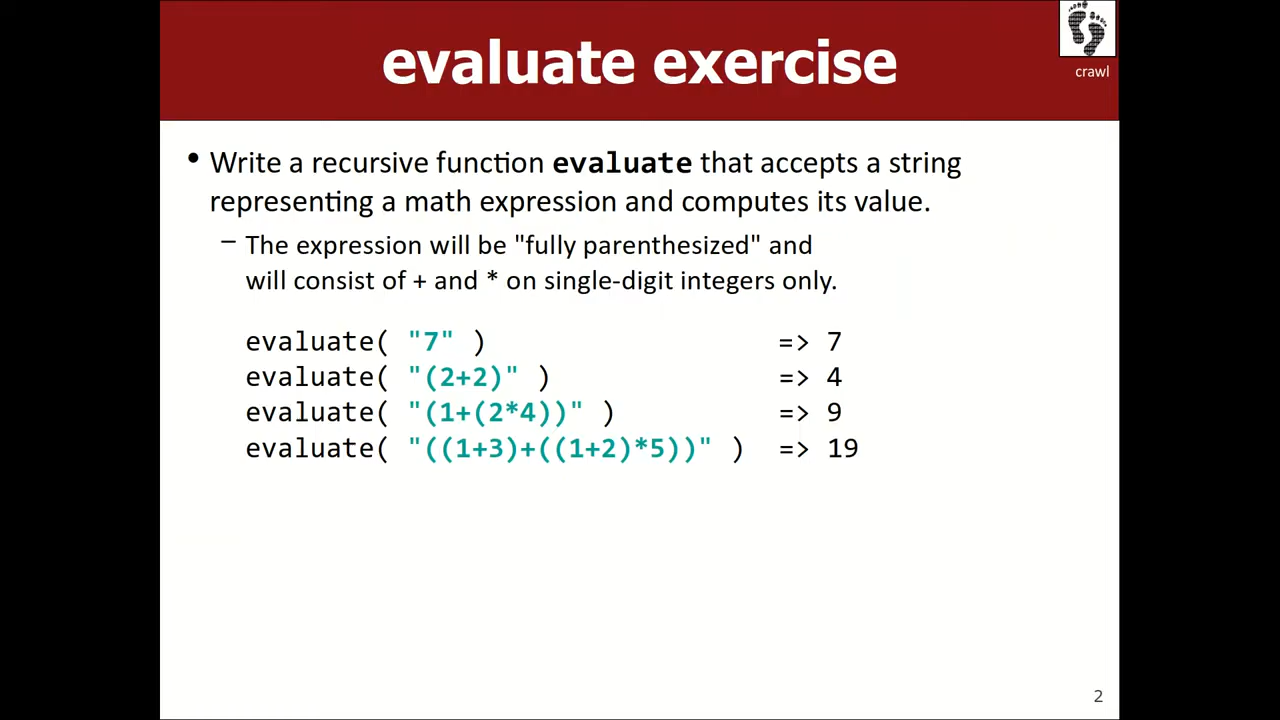 evaluate exercise
crawl
• Write a recursive function evaluate that accepts a string
representing a math expression and computes its value.
– The expression will be "fully parenthesized" and
will consist of + and * on single-digit integers only.
evaluate( "7" ) => 7
evaluate( "(2+2)" ) => 4
evaluate( "(1+(2*4))" ) => 9
evaluate( "((1+3)+((1+2)*5))" ) => 19
2